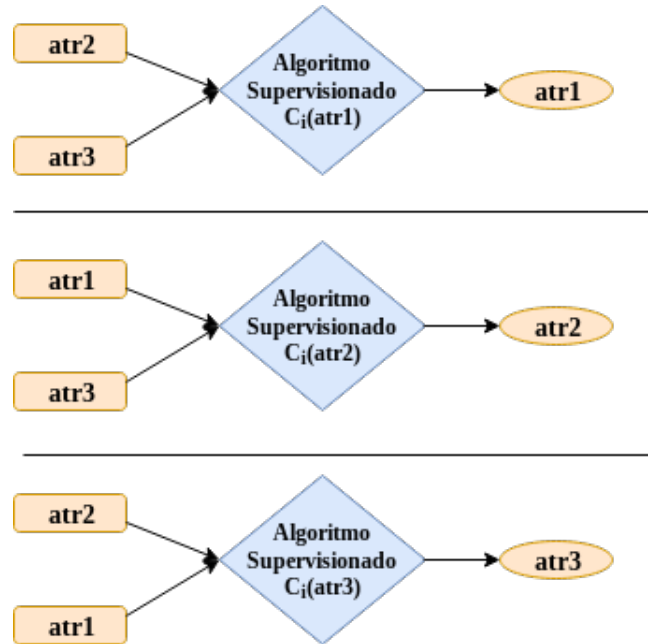 atr2
atr3
Algoritmo
Supervisionado
Cᵢ(atr1)
atr1
atr1
atr3
Algoritmo
Supervisionado
Cᵢ(atr2)
atr2
atr2
atr1
Algoritmo
Supervisionado
Cᵢ(atr3)
atr3